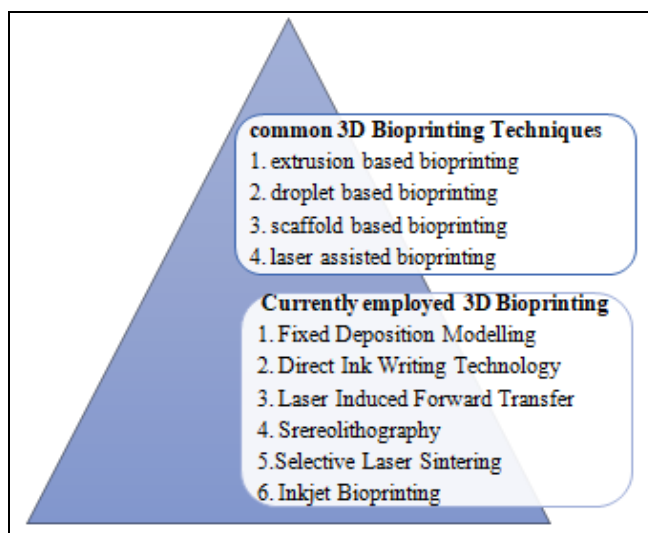 common 3D Bioprinting Techniques
1. extrusion based bioprinting
2. droplet based bioprinting
3. scaffold based bioprinting
4. laser assisted bioprinting
Currently employed 3D Bioprinting
1. Fixed Deposition Modelling
2. Direct Ink Writing Technology
3. Laser Induced Forward Transfer
4. Srereolithography
5.Selective Laser Sintering
6. Inkjet Bioprinting